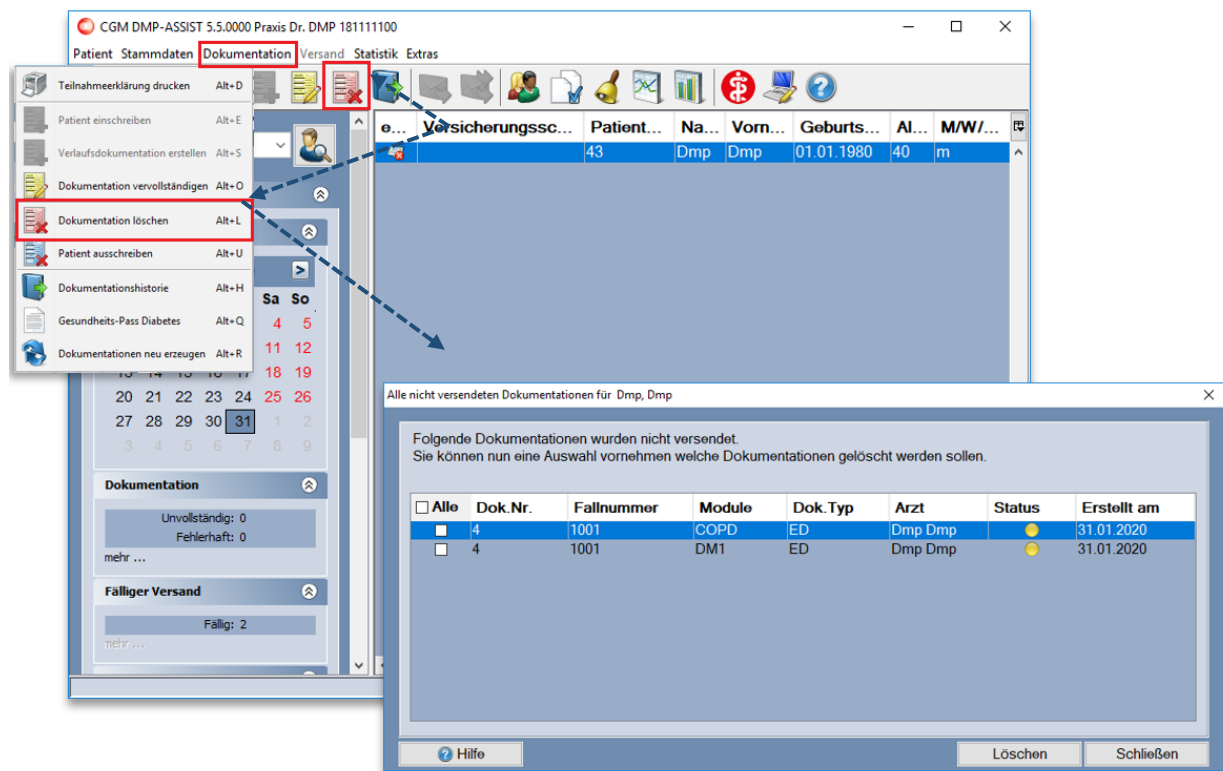 CGM DMP-ASSIST 5.5.0000 Praxis Dr. DMP 181111100
Patient Stammdaten Dokumentation Versand Statistik Extras
Teilnahmeerklärung drucken Alt+D
Patient einschreiben Alt+E
Verlaufsdokumentation erstellen Alt+S
Dokumentation vervollständigen Alt+O
Dokumentation löschen Alt+L
Patient ausschreiben Alt+U
Dokumentationshistorie Alt+H
Gesundheits-Pass Diabetes Alt+Q
Dokumentationen neu erzeugen Alt+R
e... Versicherungssc... Patient... Na... Vorn... Geburts... Al... M/W/...
43 Dmp Dmp 01.01.1980 40 m
Sa So
4 5
11 12
13 14 15 16 17 18 19
20 21 22 23 24 25 26
27 28 29 30 31 1 2
3 4 5 6 7 8 9
Dokumentation
Unvollständig: 0
Fehlerhaft: 0
mehr ...
Fälliger Versand
Fällig: 2
mehr ...
Alle nicht versendeten Dokumentationen für Dmp, Dmp
Folgende Dokumentationen wurden nicht versendet.
Sie können nun eine Auswahl vornehmen welche Dokumentationen gelöscht werden sollen.
Alle Dok.Nr. Fallnummer Module Dok.Typ Arzt Status Erstellt am
4 1001 COPD ED Dmp Dmp 31.01.2020
4 1001 DM1 ED Dmp Dmp 31.01.2020
Hilfe Löschen Schließen